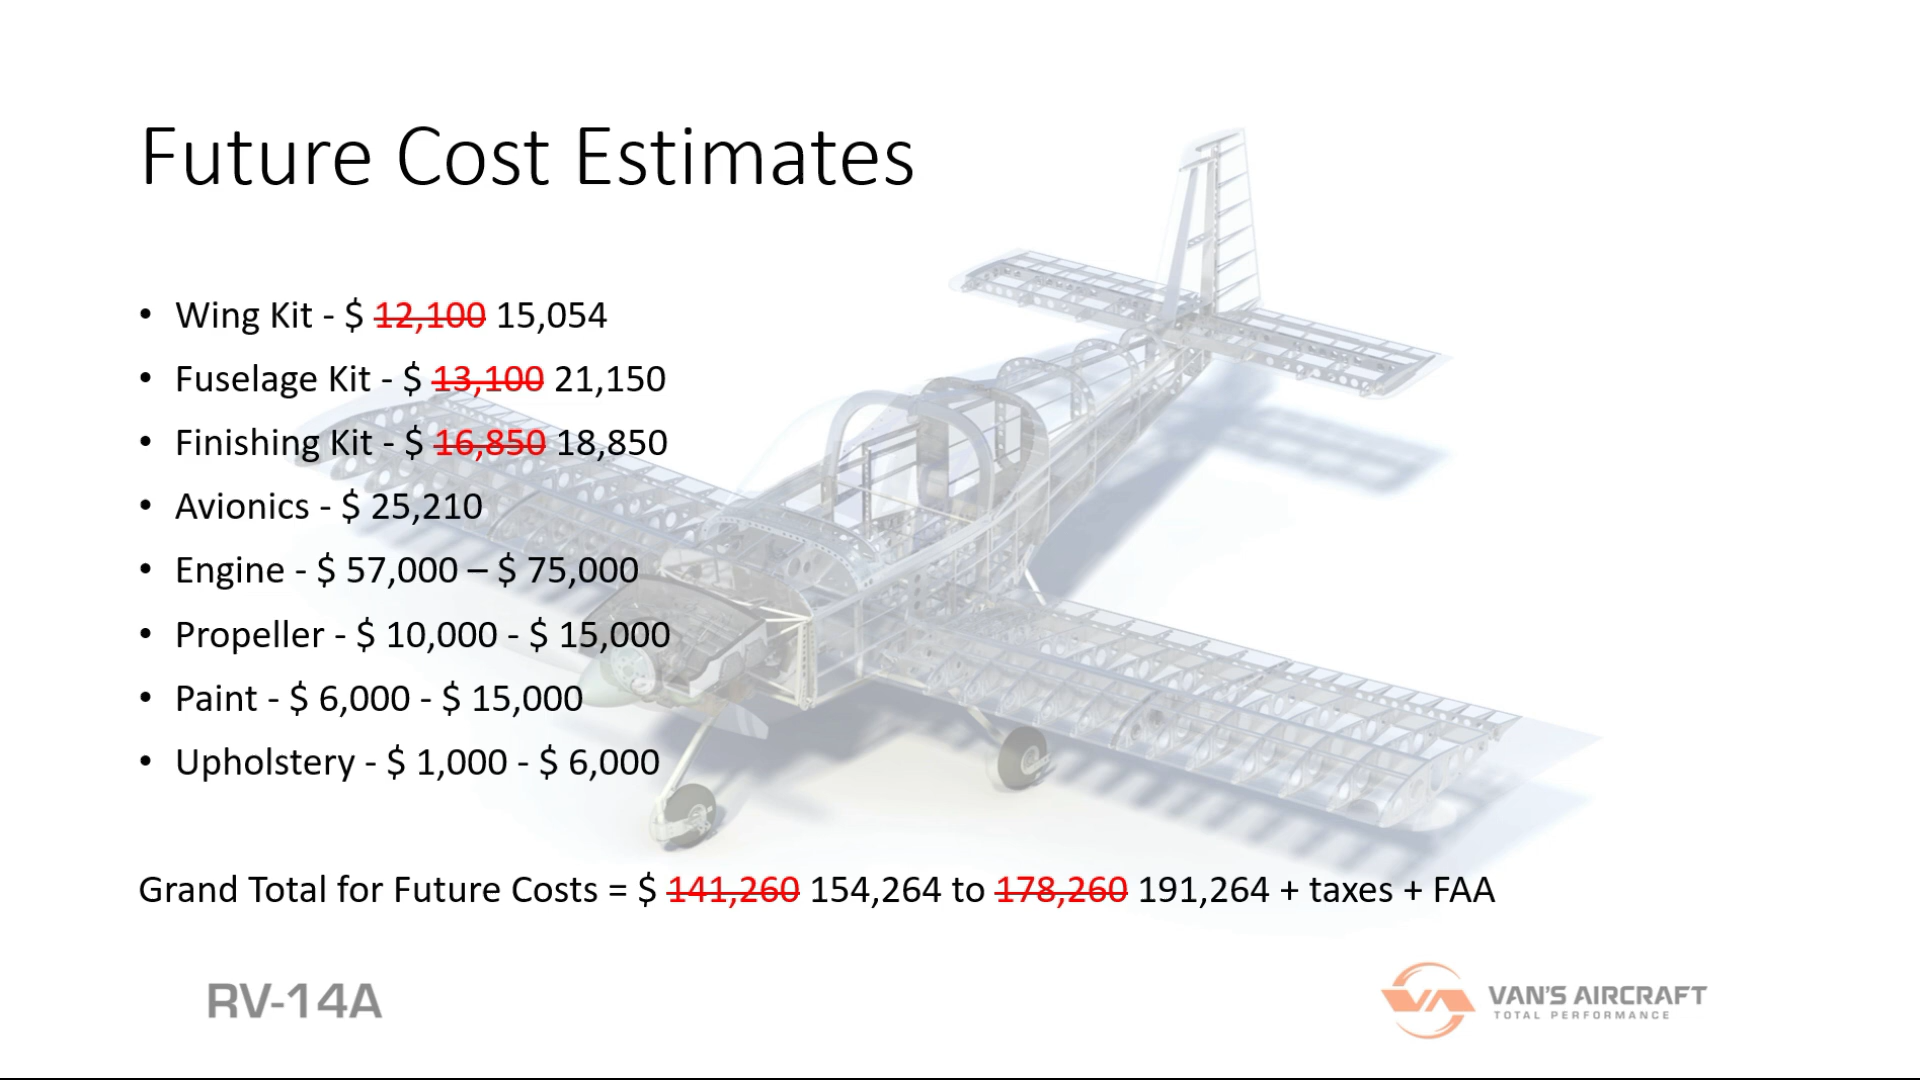 Future Cost Estimates
• Wing Kit - $ 12,100 15,054
• Fuselage Kit - $ 13,100 21,150
• Finishing Kit - $ 16,850 18,850
• Avionics - $ 25,210
• Engine - $ 57,000 – $ 75,000
• Propeller - $ 10,000 - $ 15,000
• Paint - $ 6,000 - $ 15,000
• Upholstery - $ 1,000 - $ 6,000
Grand Total for Future Costs = $ 141,260 154,264 to 178,260 191,264 + taxes + FAA
RV-14A
VAN'S AIRCRAFT
TOTAL PERFORMANCE